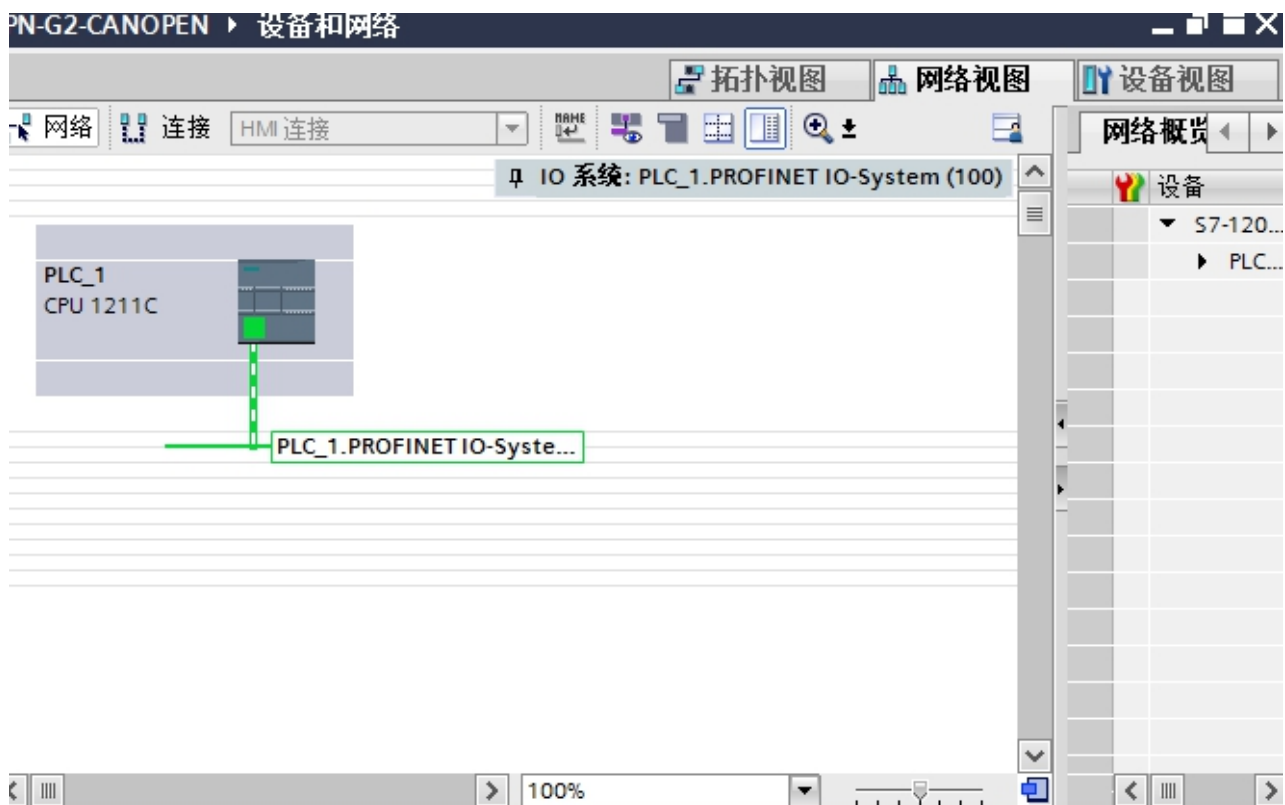 PN-G2-CANOPEN ▸ 设备和网络
拓扑视图 网络视图 设备视图
网络 连接 HMI 连接 网络概览
IO 系统: PLC_1.PROFINET IO-System (100)
设备
S7-120...
PLC_1
PLC...
CPU 1211C
PLC_1.PROFINET IO-Syste...
100%